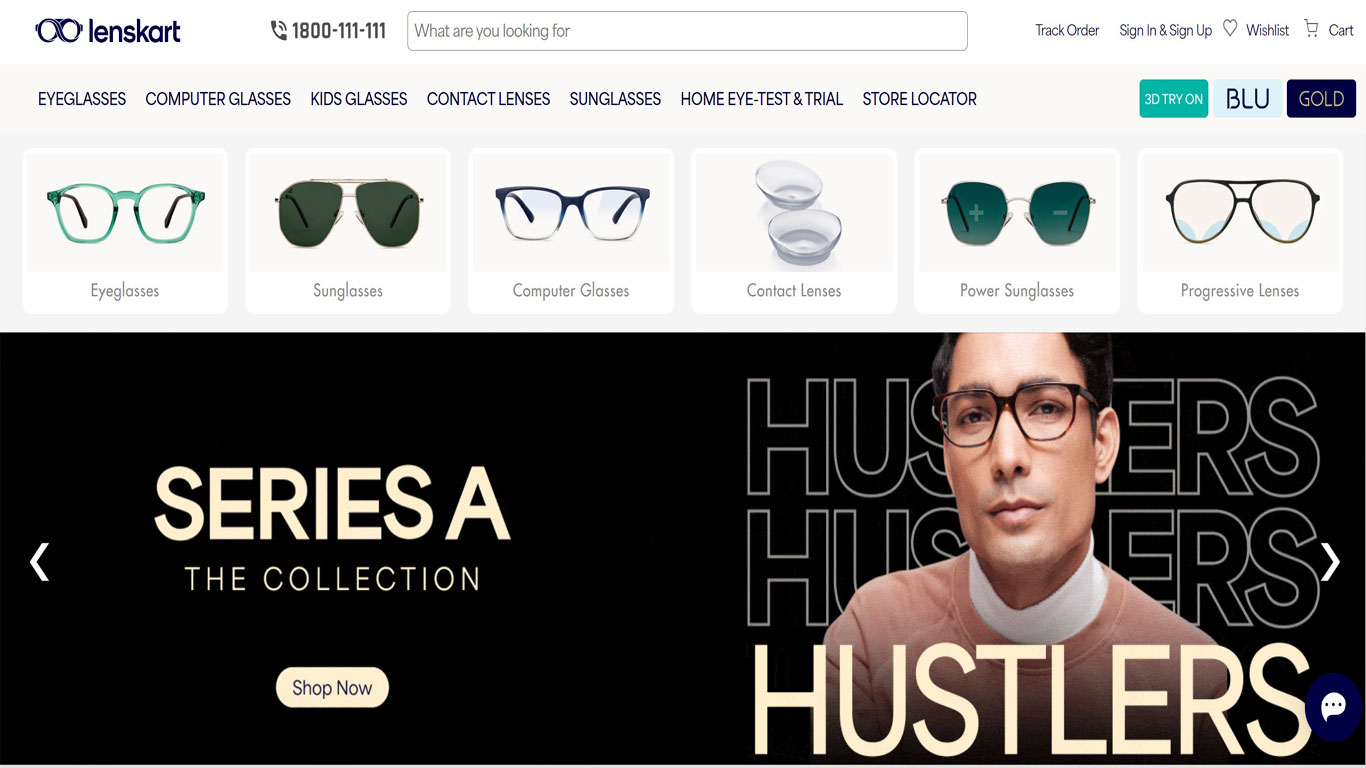 lenskart
1800-111-111
What are you looking for
Track Order
Sign In & Sign Up
Wishlist
Cart
EYEGLASSES
COMPUTER GLASSES
KIDS GLASSES
CONTACT LENSES
SUNGLASSES
HOME EYE-TEST & TRIAL
STORE LOCATOR
3D TRY ON
BLU
GOLD
Eyeglasses
Sunglasses
Computer Glasses
Contact Lenses
Power Sunglasses
Progressive Lenses
SERIES A
THE COLLECTION
Shop Now
HUSTLERS
HUSTLERS
HUSTLERS